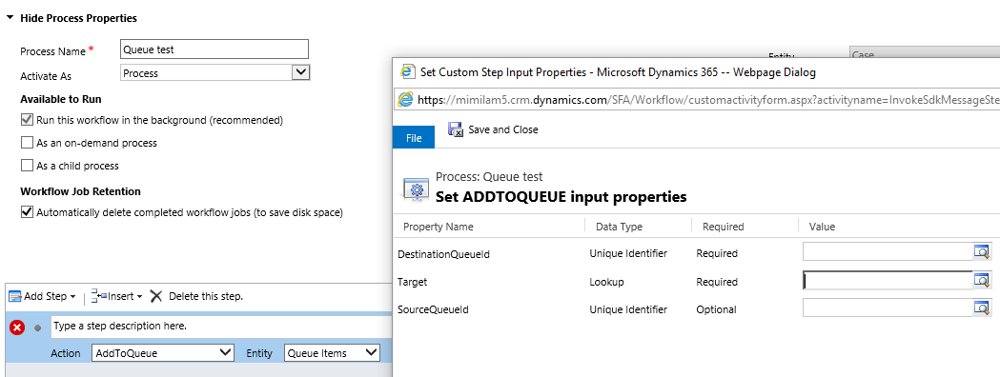 Hide Process Properties
Process Name *
Queue test
Activate As
Process
Available to Run
Run this workflow in the background (recommended)
As an on-demand process
As a child process
Workflow Job Retention
Automatically delete completed workflow jobs (to save disk space)
Add Step
Insert
Delete this step.
Type a step description here.
Action
AddToQueue
Entity
Queue Items
Entity
Case
Set Custom Step Input Properties - Microsoft Dynamics 365 -- Webpage Dialog
https://mimilam5.crm.dynamics.com/SFA/Workflow/customactivityform.aspx?activityname=InvokeSdkMessageSte
File
Save and Close
Process: Queue test
Set ADDTOQUEUE input properties
Property Name Data Type Required Value
DestinationQueueId Unique Identifier Required
Target Lookup Required
SourceQueueId Unique Identifier Optional